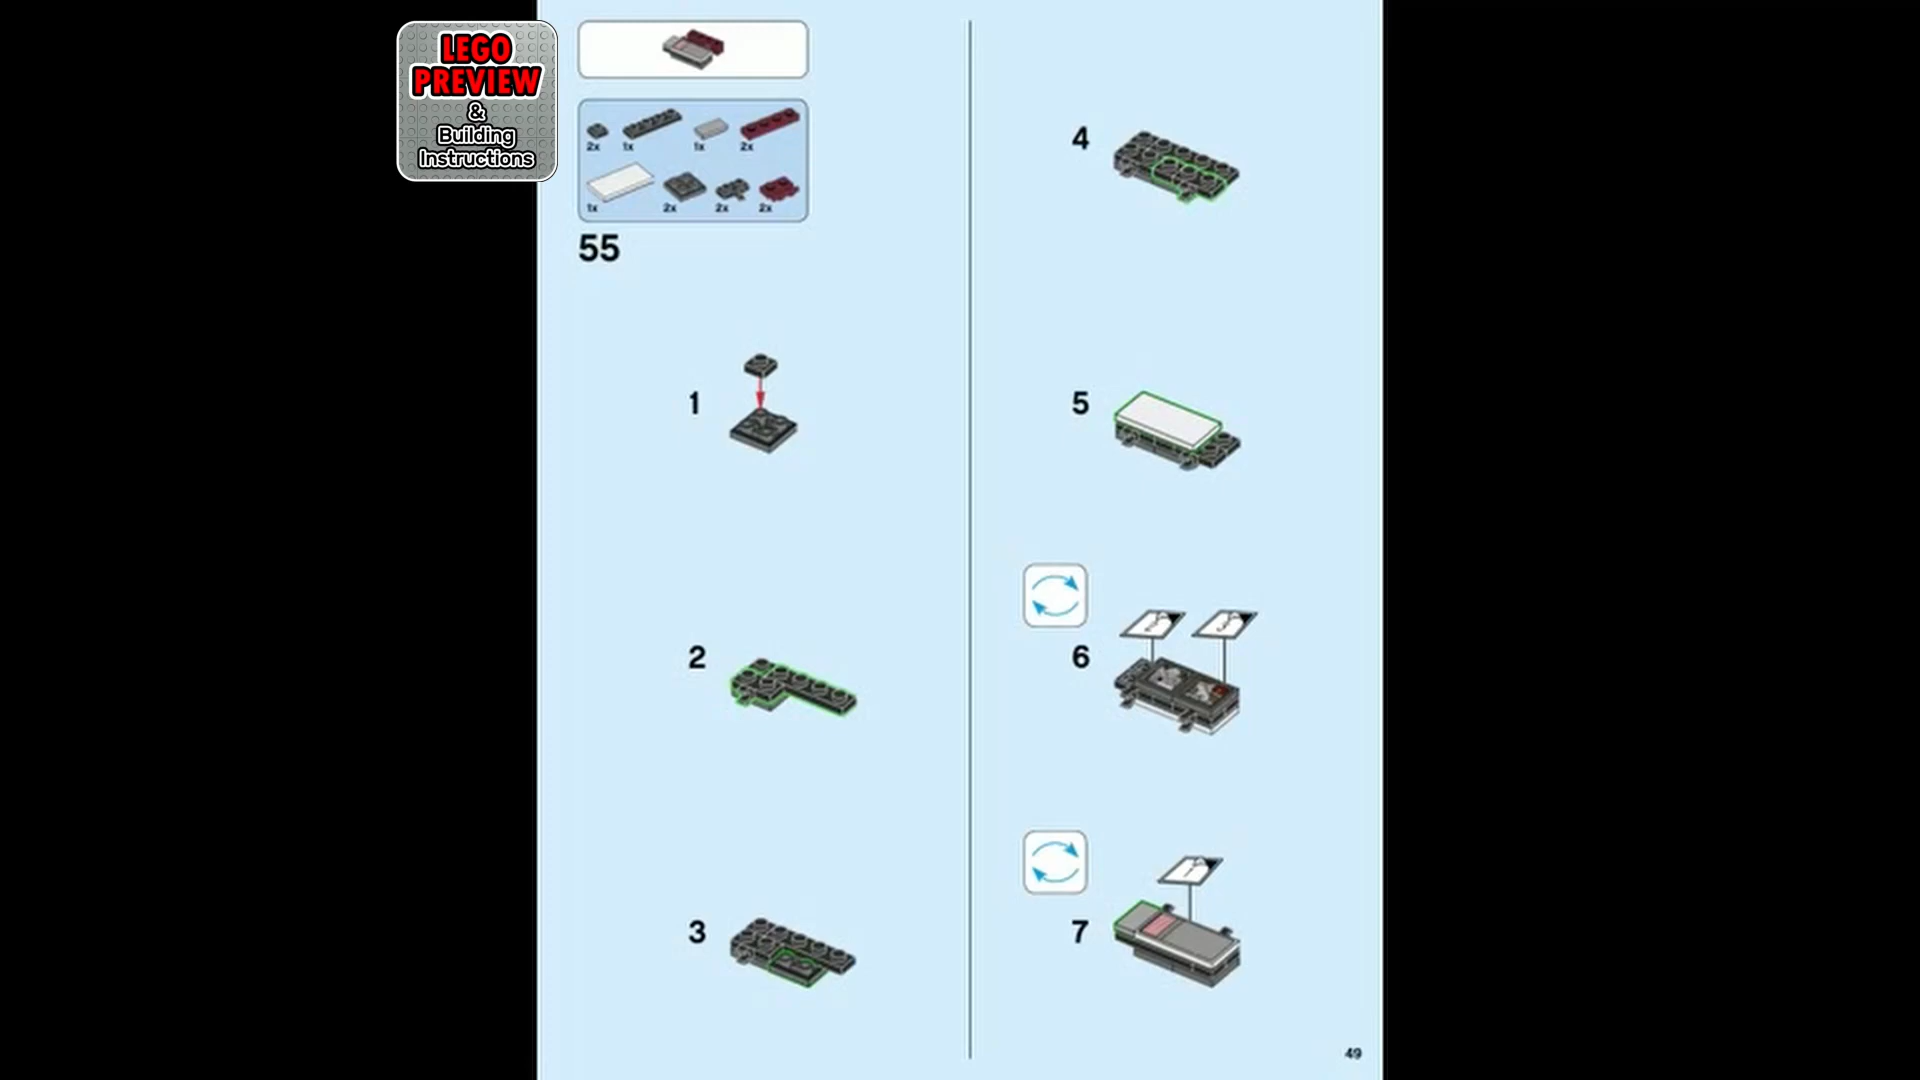 LEGO
PREVIEW
&
Building
Instructions
2x 1x 1x 2x
1x 2x 2x 2x
55
1
2
3
4
5
6
7
49